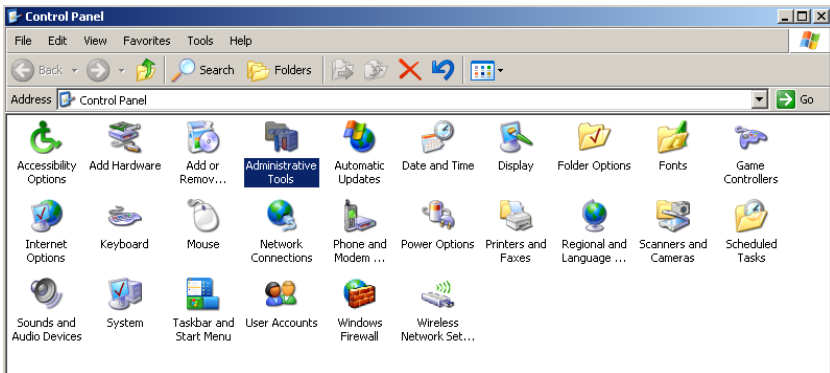 Control Panel
File Edit View Favorites Tools Help
Back Search Folders
Address Control Panel Go
Accessibility Options
Add Hardware
Add or Remov...
Administrative Tools
Automatic Updates
Date and Time
Display
Folder Options
Fonts
Game Controllers
Internet Options
Keyboard
Mouse
Network Connections
Phone and Modem ...
Power Options
Printers and Faxes
Regional and Language ...
Scanners and Cameras
Scheduled Tasks
Sounds and Audio Devices
System
Taskbar and Start Menu
User Accounts
Windows Firewall
Wireless Network Set...